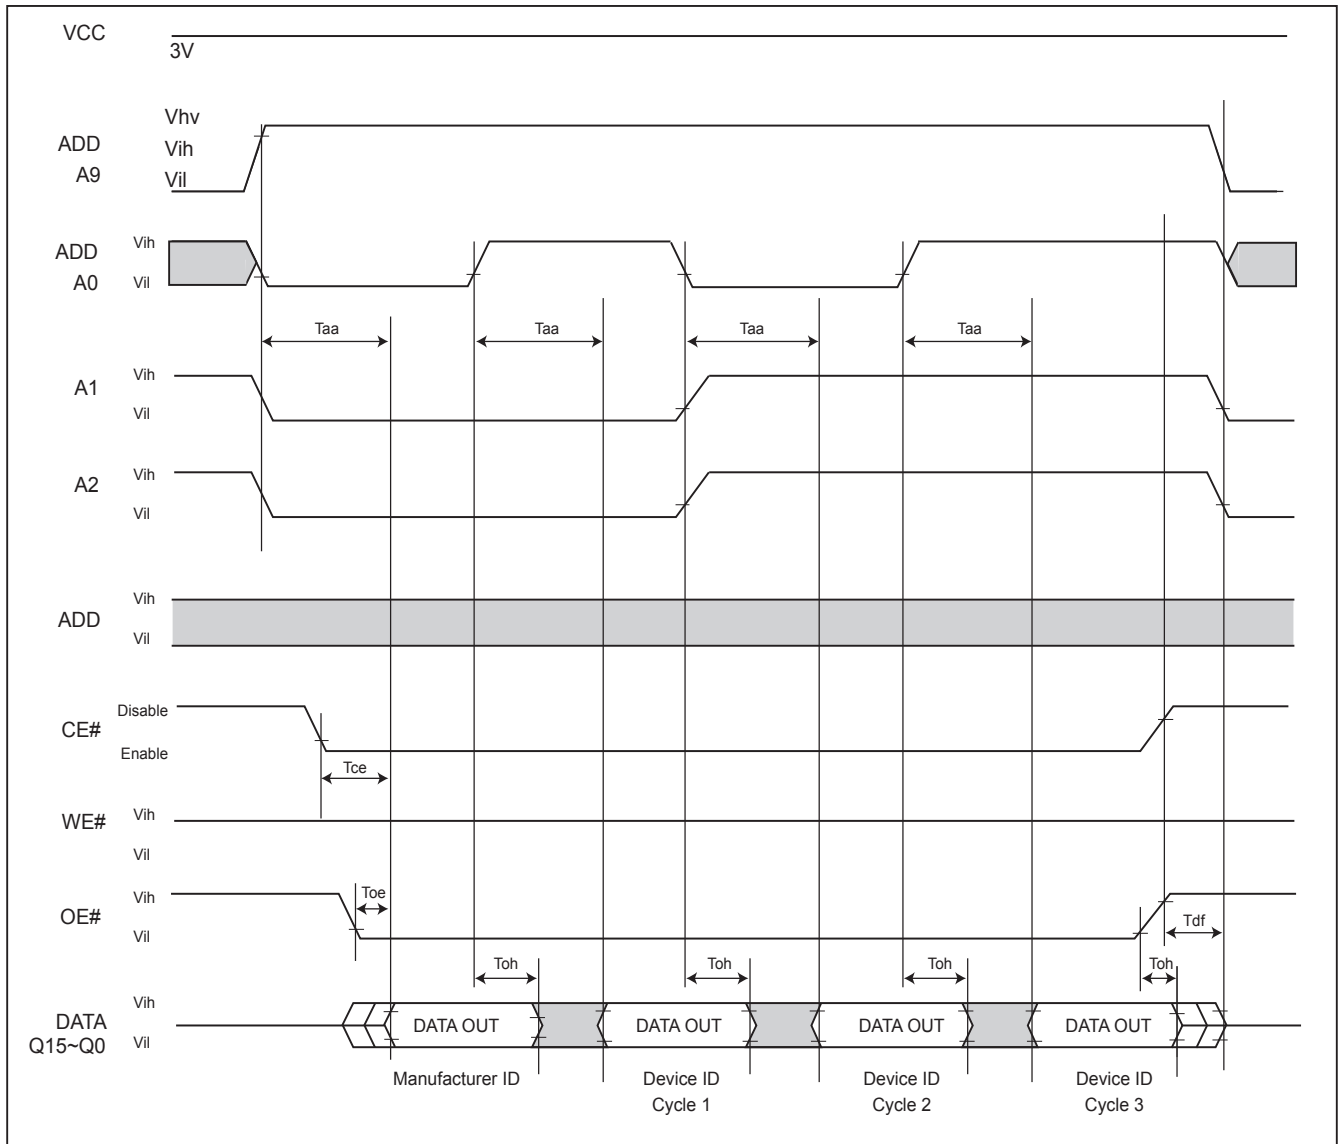 VCC
3V
Vhv
ADD
Vih
A9
Vil
ADD
Vih
A0
Vil
Taa
Taa
Taa
Taa
A1
Vih
Vil
A2
Vih
Vil
ADD
Vih
Vil
CE#
Disable
Enable
Tce
WE#
Vih
Vil
OE#
Vih
Vil
Toe
Tdf
Toh
Toh
Toh
Toh
DATA
Q15~Q0
Vih
Vil
DATA OUT
DATA OUT
DATA OUT
DATA OUT
Manufacturer ID
Device ID
Cycle 1
Device ID
Cycle 2
Device ID
Cycle 3